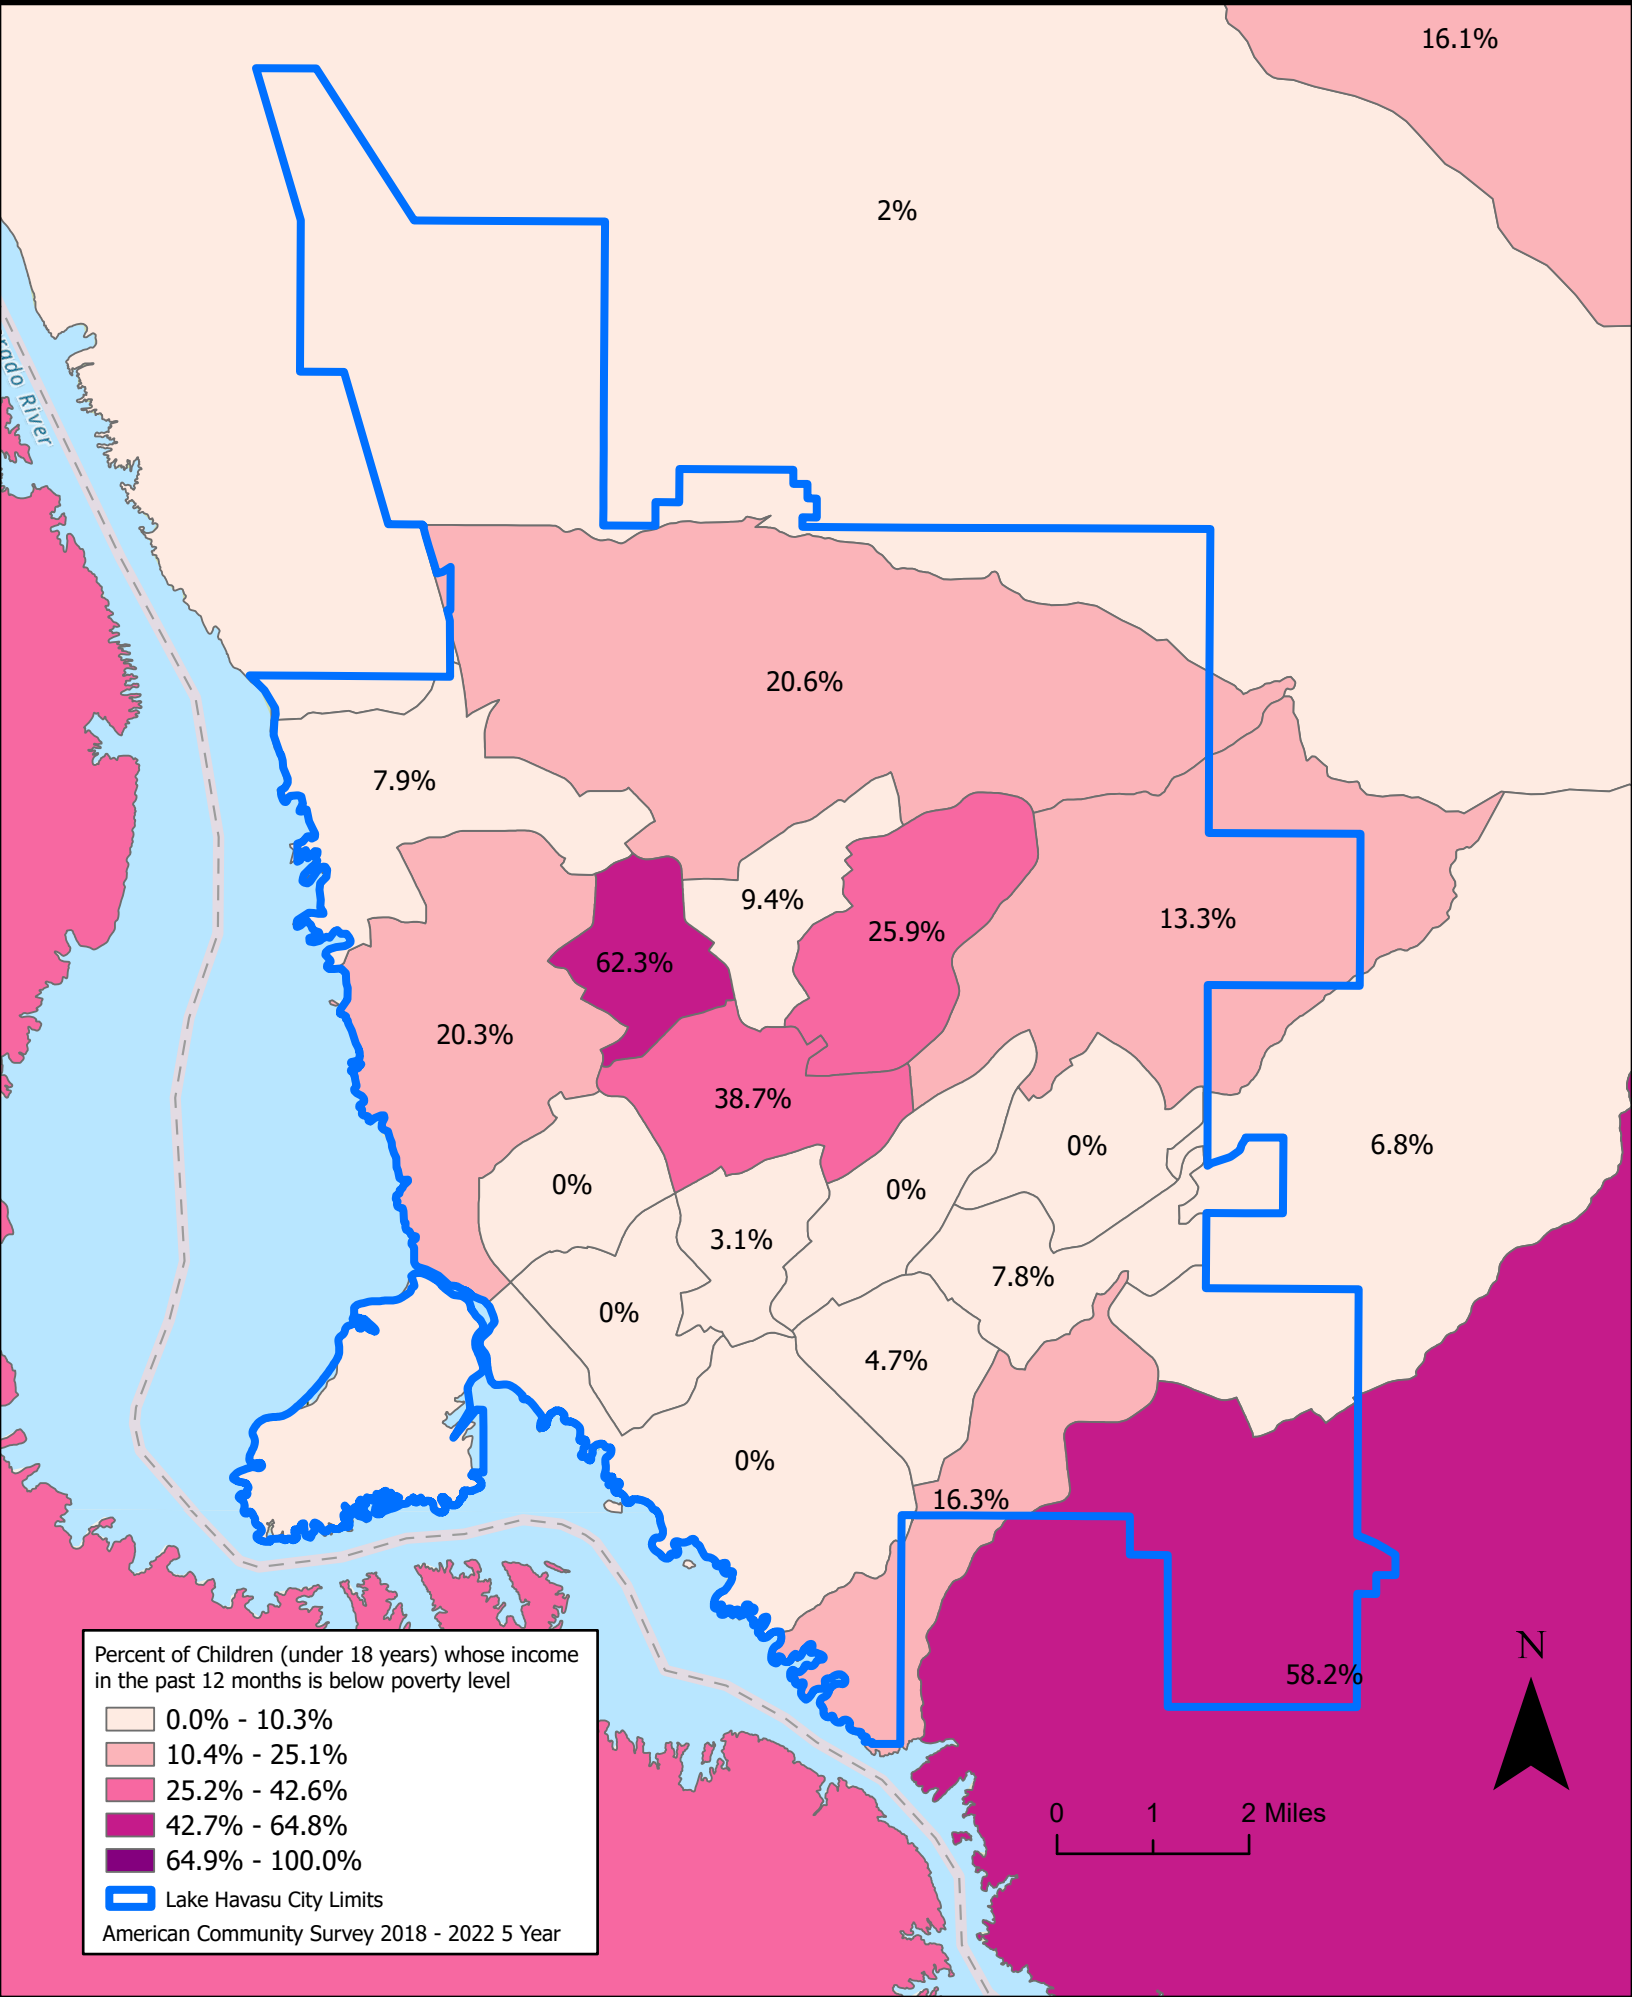 16.1%
2%
rado River
20.6%
7.9%
9.4%
25.9%
13.3%
62.3%
20.3%
38.7%
0%
6.8%
0%
0%
3.1%
7.8%
0%
4.7%
0%
16.3%
58.2%
N
0 1 2 Miles
Percent of Children (under 18 years) whose income
in the past 12 months is below poverty level
0.0% - 10.3%
10.4% - 25.1%
25.2% - 42.6%
42.7% - 64.8%
64.9% - 100.0%
Lake Havasu City Limits
American Community Survey 2018 - 2022 5 Year